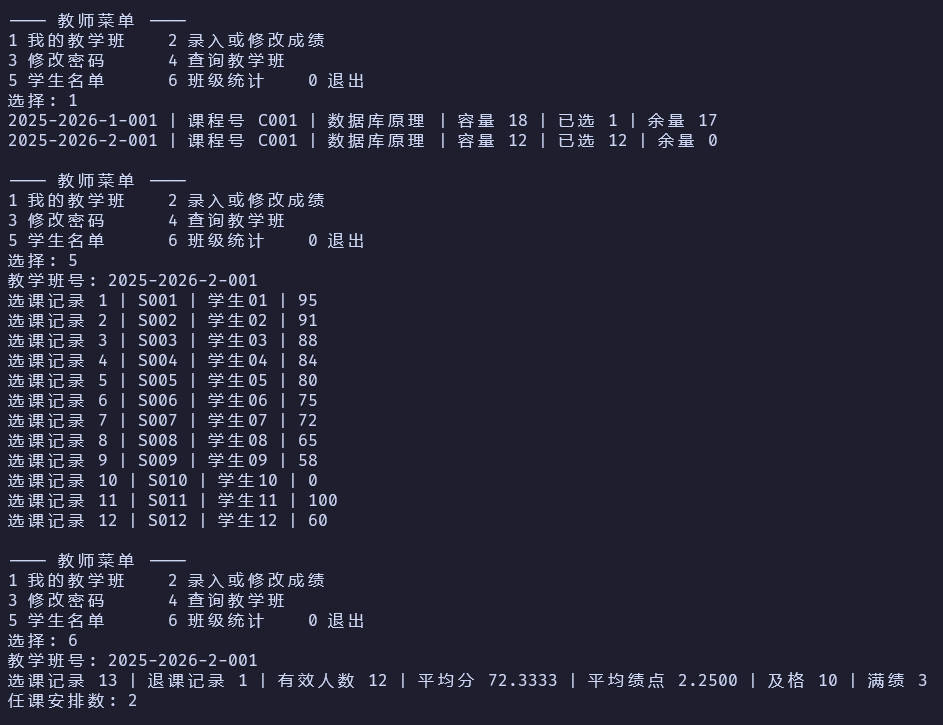 —— 教师菜单 ——
1 我的教学班    2 录入或修改成绩
3 修改密码      4 查询教学班
5 学生名单      6 班级统计    0 退出
选择: 1
2025-2026-1-001 | 课程号 C001 | 数据库原理 | 容量 18 | 已选 1 | 余量 17
2025-2026-2-001 | 课程号 C001 | 数据库原理 | 容量 12 | 已选 12 | 余量 0

—— 教师菜单 ——
1 我的教学班    2 录入或修改成绩
3 修改密码      4 查询教学班
5 学生名单      6 班级统计    0 退出
选择: 5
教学班号: 2025-2026-2-001
选课记录 1 | S001 | 学生01 | 95
选课记录 2 | S002 | 学生02 | 91
选课记录 3 | S003 | 学生03 | 88
选课记录 4 | S004 | 学生04 | 84
选课记录 5 | S005 | 学生05 | 80
选课记录 6 | S006 | 学生06 | 75
选课记录 7 | S007 | 学生07 | 72
选课记录 8 | S008 | 学生08 | 65
选课记录 9 | S009 | 学生09 | 58
选课记录 10 | S010 | 学生10 | 0
选课记录 11 | S011 | 学生11 | 100
选课记录 12 | S012 | 学生12 | 60

—— 教师菜单 ——
1 我的教学班    2 录入或修改成绩
3 修改密码      4 查询教学班
5 学生名单      6 班级统计    0 退出
选择: 6
教学班号: 2025-2026-2-001
选课记录 13 | 退课记录 1 | 有效人数 12 | 平均分 72.3333 | 平均绩点 2.2500 | 及格 10 | 满绩 3
任课安排数: 2